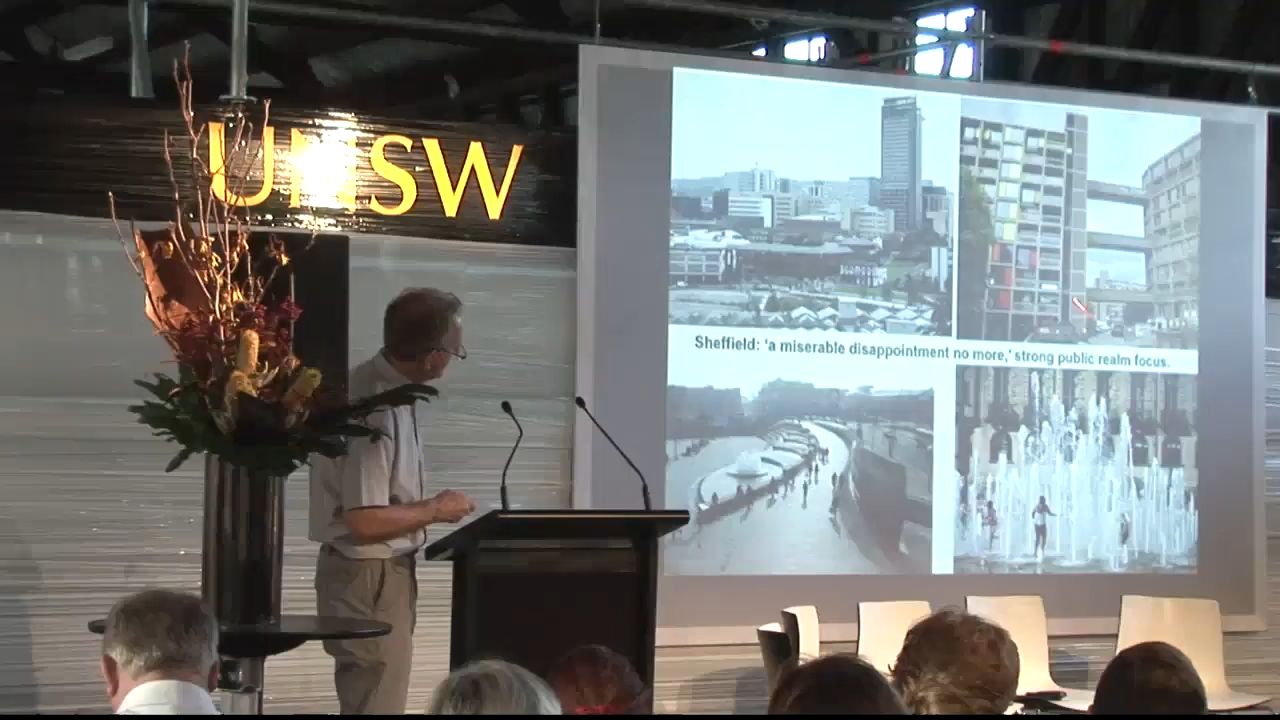 UNSW
Sheffield: 'a miserable disappointment no more,' strong public realm focus.